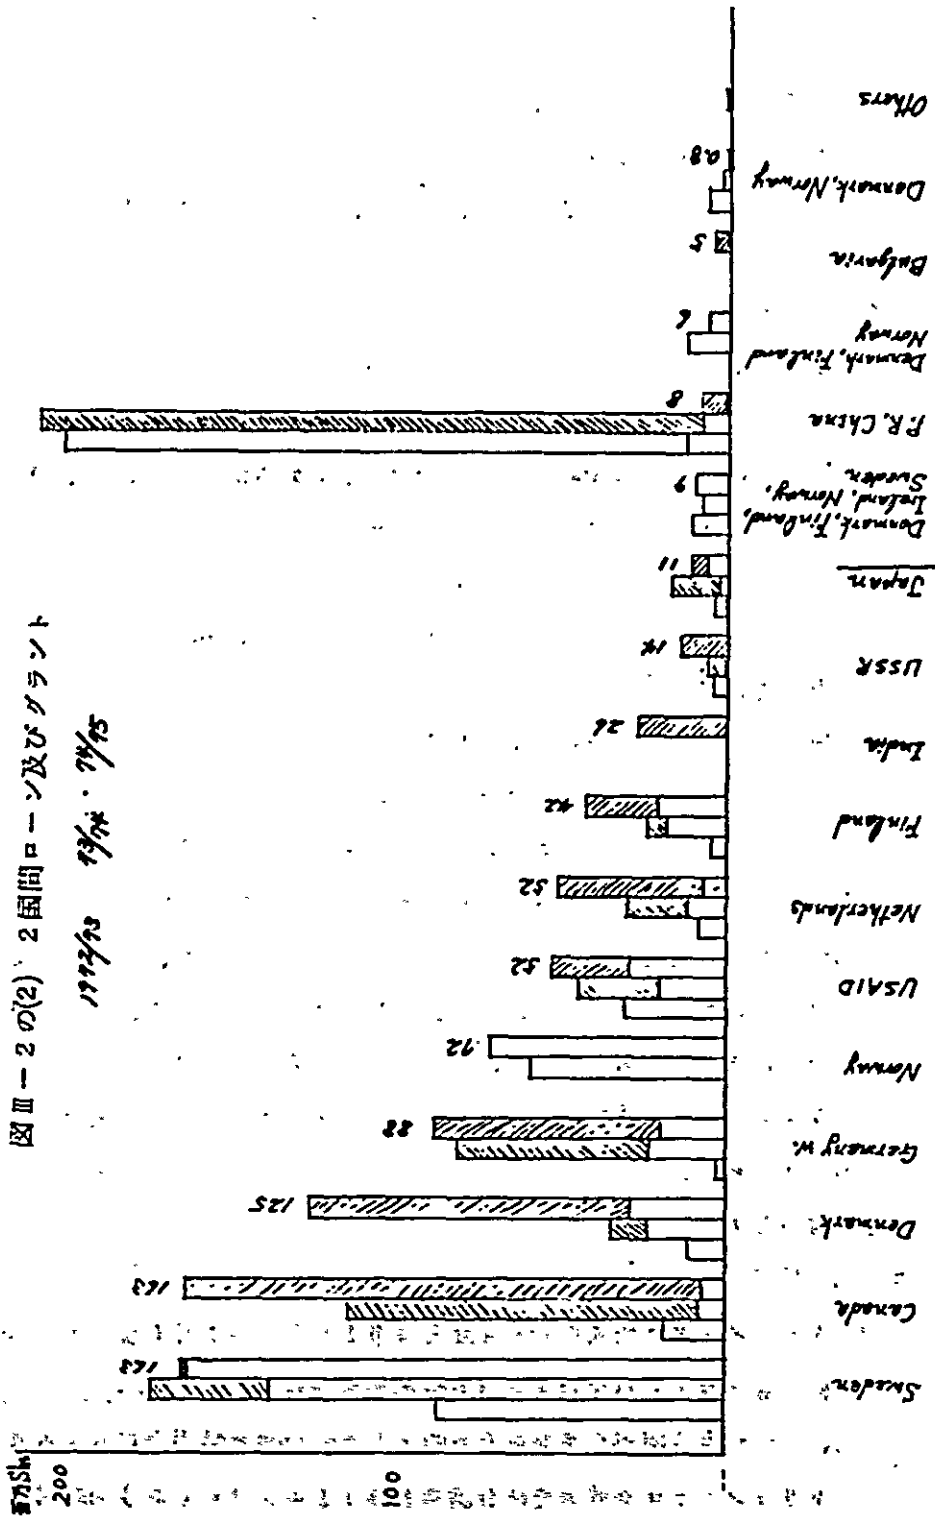 図Ⅲ－2の(2) 2国間ローン及びグラント
1972/73 73/74 ・ 74/75
百万Sh
200
100
163
163
125
88
72
52
52
42
26
14
11
9
8
6
5
0.8
Sweden
Canada
Denmark
Germany W.
Norway
USAID
Netherlands
Finland
India
USSR
Japan
Denmark, Finland,
Ireland, Norway,
Sweden
P.R. China
Denmark, Finland
Norway
Bulgaria
Denmark, Norway
Others